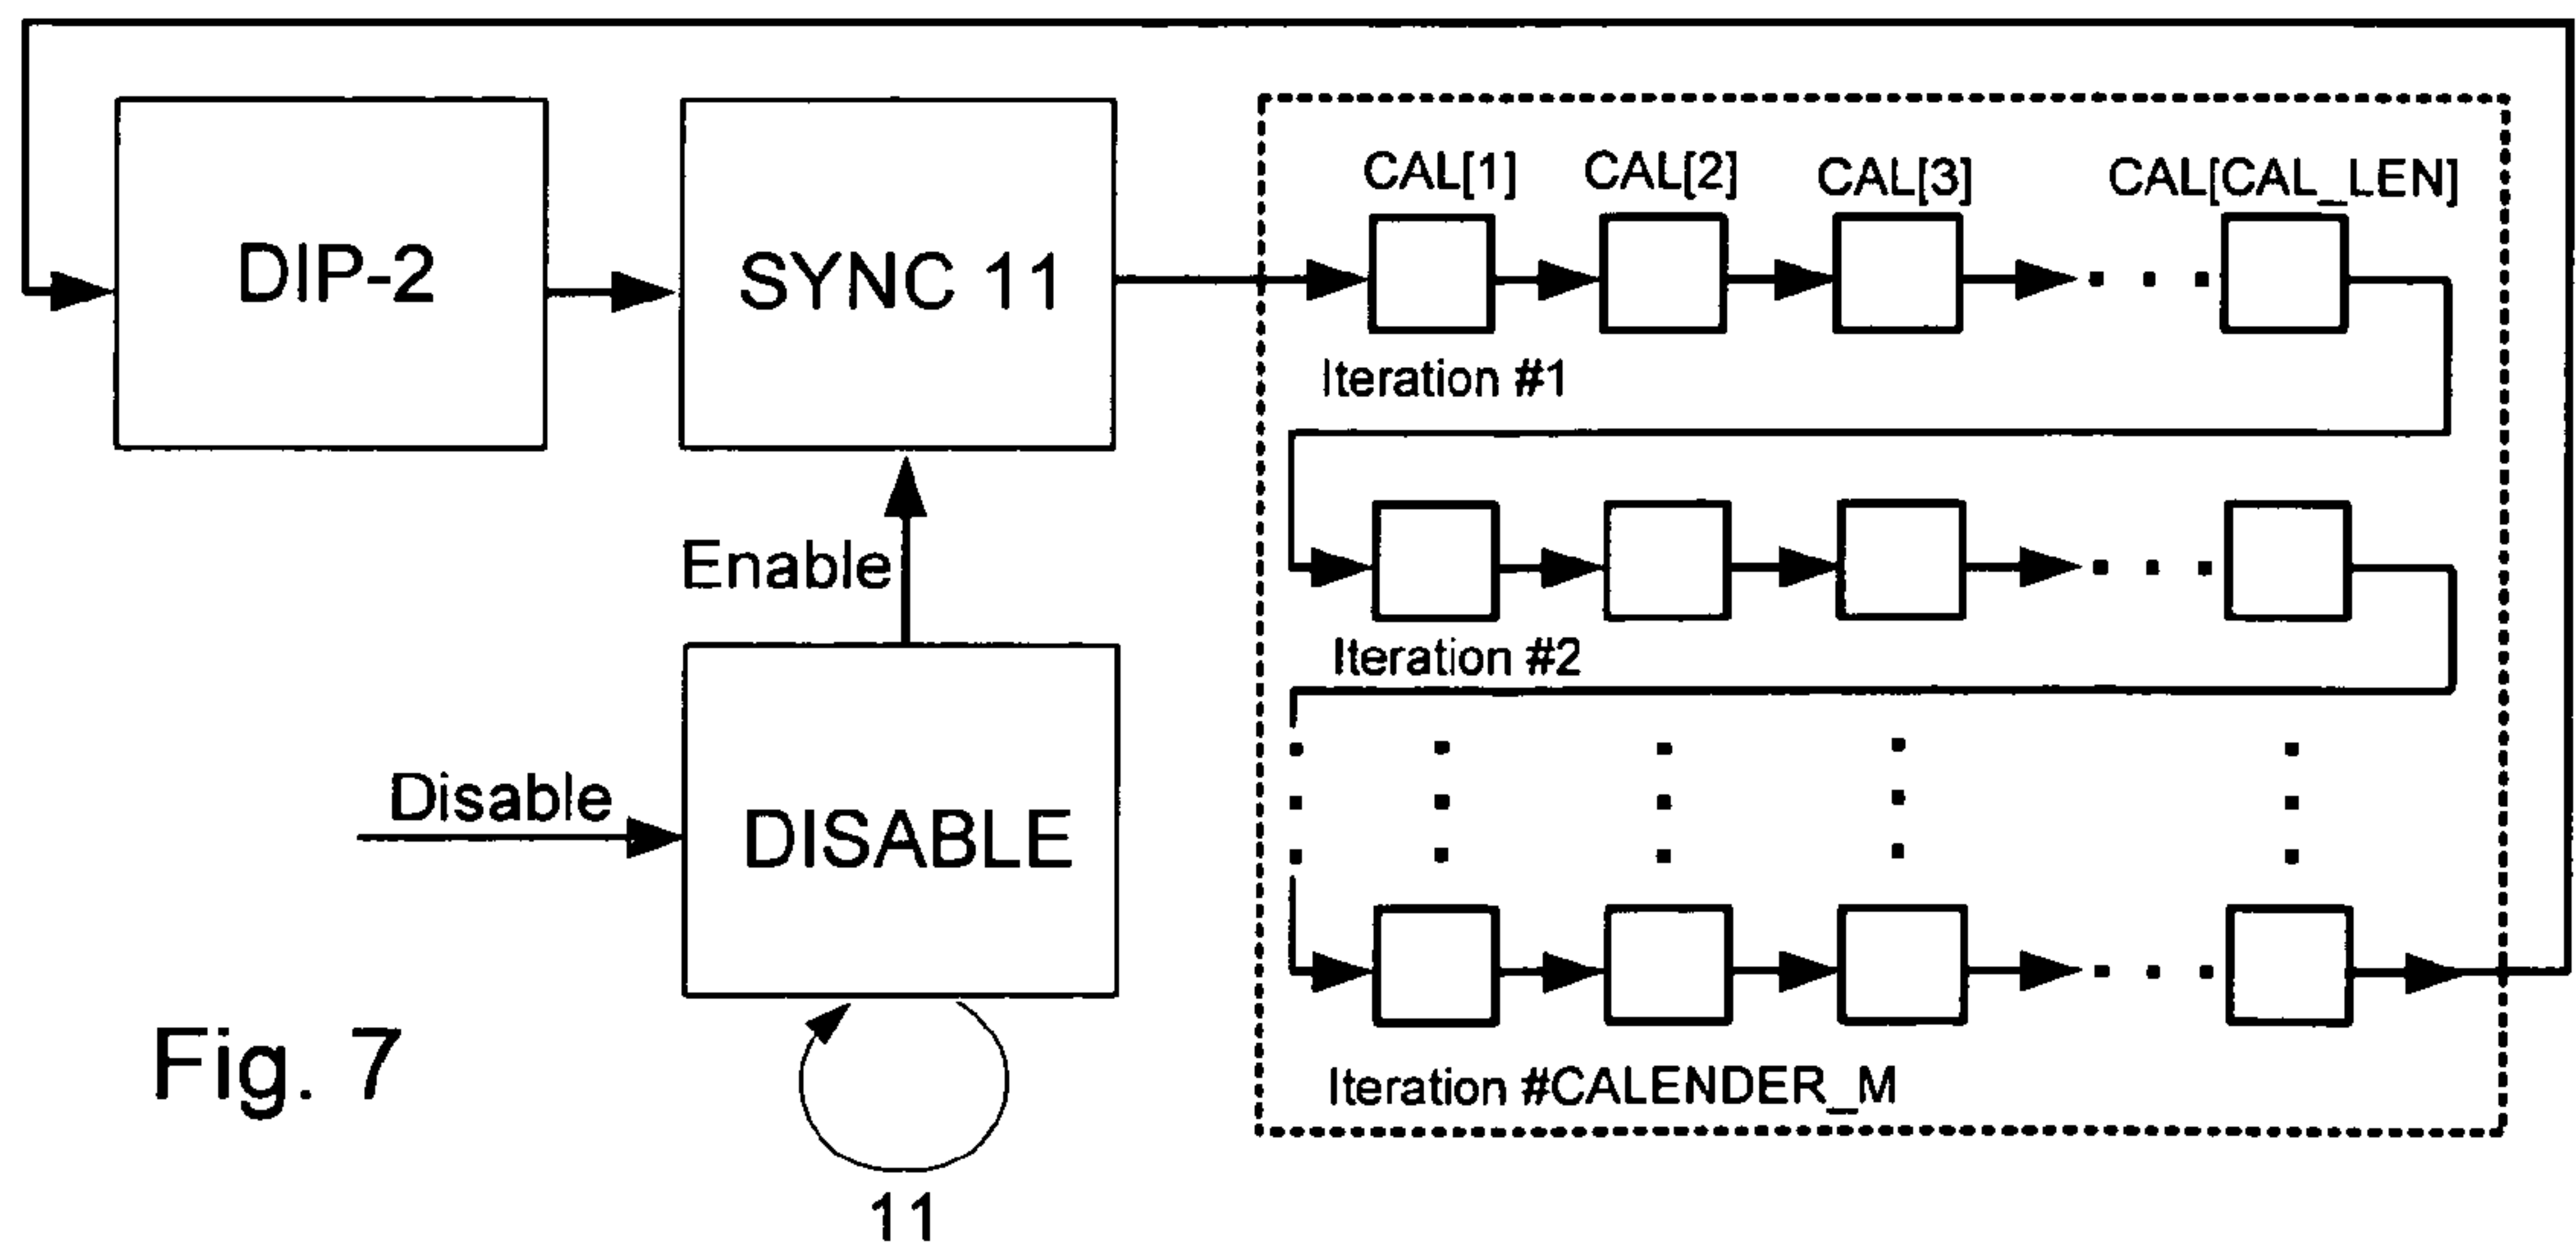 CAL[1] CAL[2] CAL[3] CAL[CAL_LEN]
DIP-2
SYNC 11
Iteration #1
Enable
Iteration #2
Disable
DISABLE
Iteration #CALENDER_M
11
Fig. 7